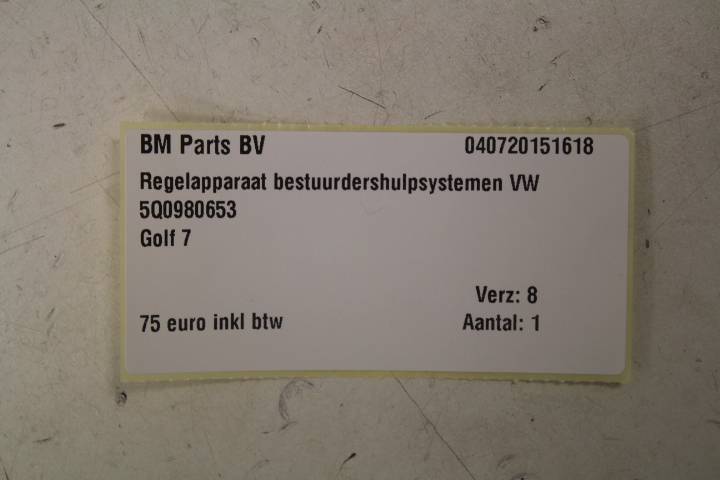 BM Parts BV 040720151618
Regelapparaat bestuurdershulpsystemen VW
5Q0980653
Golf 7
Verz: 8
75 euro inkl btw Aantal: 1